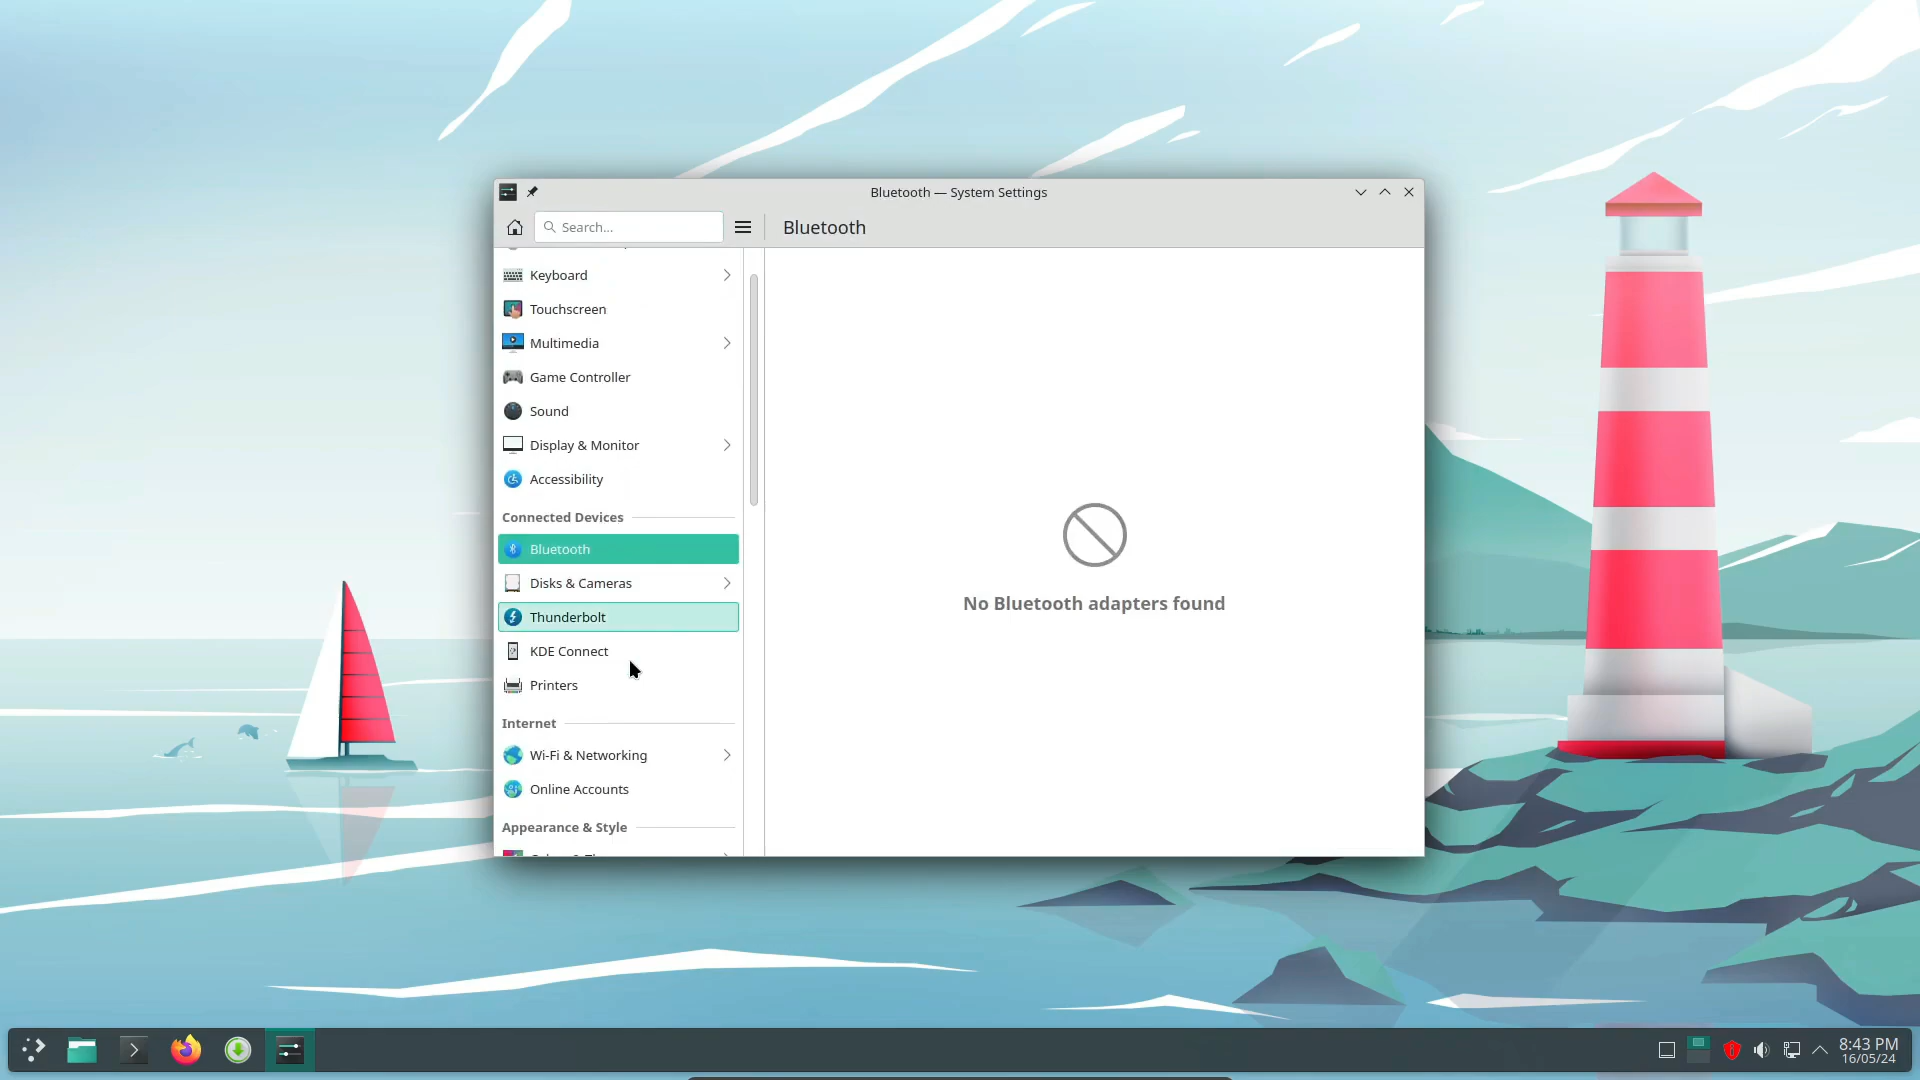 Bluetooth — System Settings
Search...
Bluetooth
Keyboard
Touchscreen
Multimedia
Game Controller
Sound
Display & Monitor
Accessibility
Connected Devices
Bluetooth
Disks & Cameras
Thunderbolt
KDE Connect
Printers
Internet
Wi-Fi & Networking
Online Accounts
Appearance & Style
No Bluetooth adapters found
8:43 PM
16/05/24